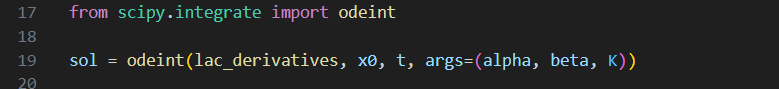 17 from scipy.integrate import odeint
18
19 sol = odeint(lac_derivatives, x0, t, args=(alpha, beta, K))
20